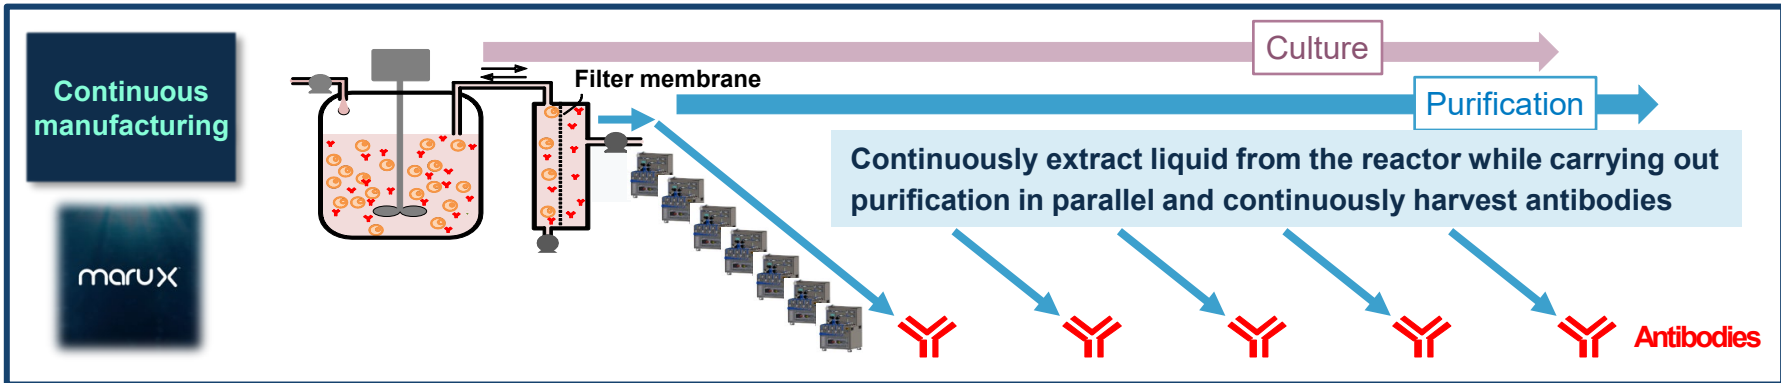 Continuous
manufacturing
maruX
Filter membrane
Culture
Purification
Continuously extract liquid from the reactor while carrying out
purification in parallel and continuously harvest antibodies
Antibodies